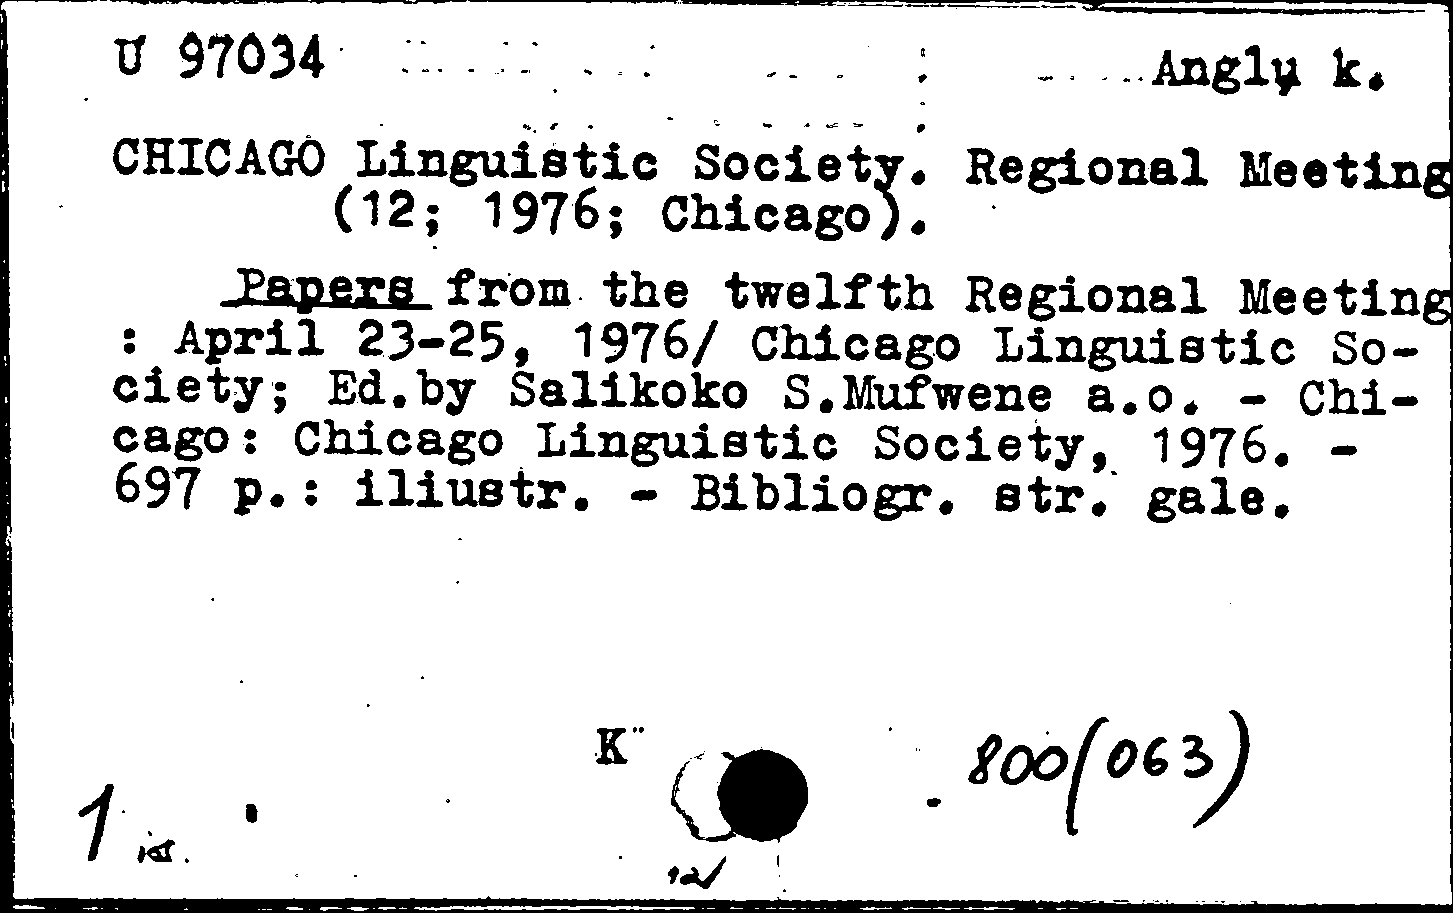 U 97034 Anglų k.
CHICAGO Linguistic Society. Regional Meeting
(12; 1976; Chicago).
Papers from the twelfth Regional Meeting
: April 23-25, 1976/ Chicago Linguistic So-
ciety; Ed.by Salikoko S.Mufwene a.o. - Chi-
cago: Chicago Linguistic Society, 1976. -
697 p.: iliustr. - Bibliogr. str. gale.
K
800(063)
1